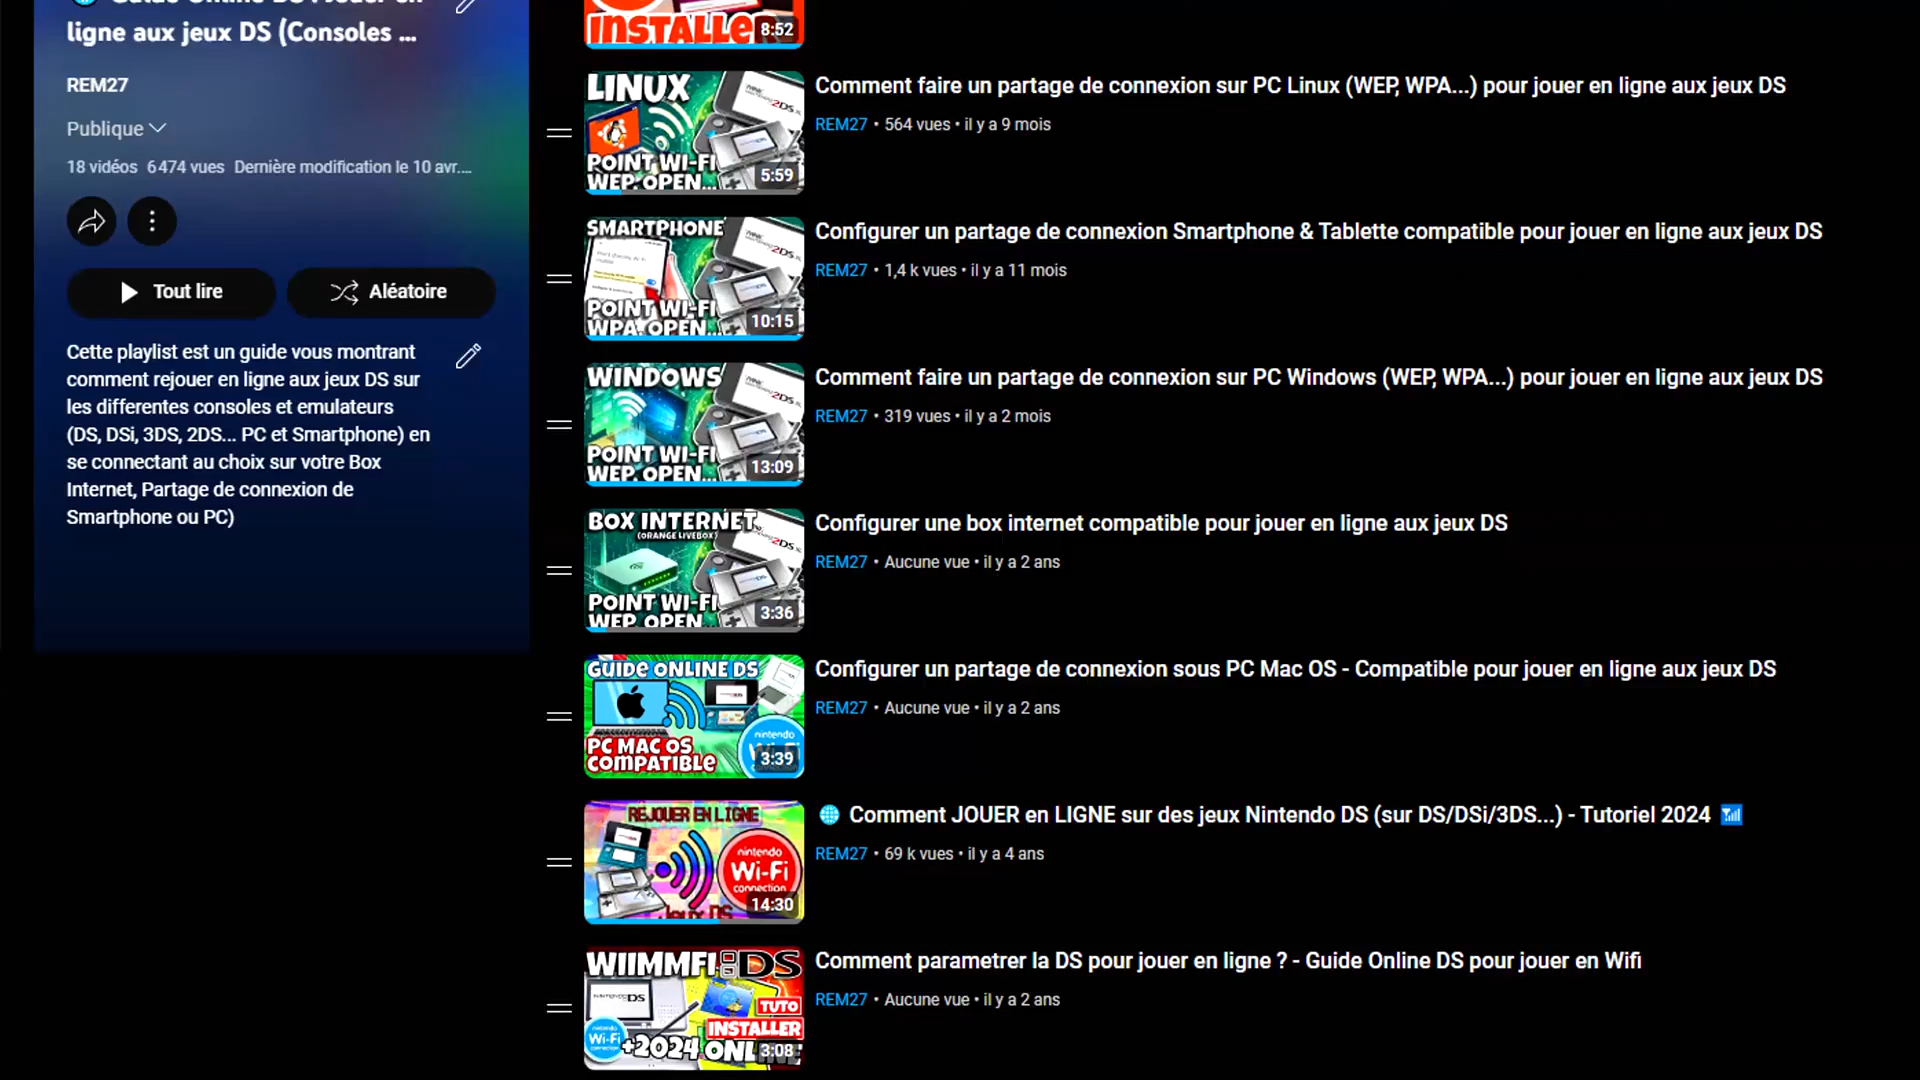 ligne aux jeux DS (Consoles ...
REM27
Publique
18 vidéos 6 474 vues Dernière modification le 10 avr....
Tout lire
Aléatoire
Cette playlist est un guide vous montrant
comment rejouer en ligne aux jeux DS sur
les differentes consoles et emulateurs
(DS, DSi, 3DS, 2DS... PC et Smartphone) en
se connectant au choix sur votre Box
Internet, Partage de connexion de
Smartphone ou PC)
INSTALLE
8:52
LINUX
POINT WI-FI
WEP, OPEN...
5:59
Comment faire un partage de connexion sur PC Linux (WEP, WPA...) pour jouer en ligne aux jeux DS
REM27 • 564 vues • il y a 9 mois
SMARTPHONE
POINT WI-FI
WPA, OPEN...
10:15
Configurer un partage de connexion Smartphone & Tablette compatible pour jouer en ligne aux jeux DS
REM27 • 1,4 k vues • il y a 11 mois
WINDOWS
POINT WI-FI
WEP, OPEN...
13:09
Comment faire un partage de connexion sur PC Windows (WEP, WPA...) pour jouer en ligne aux jeux DS
REM27 • 319 vues • il y a 2 mois
BOX INTERNET
(ORANGE LIVEBOX)
POINT WI-FI
WEP, OPEN...
3:36
Configurer une box internet compatible pour jouer en ligne aux jeux DS
REM27 • Aucune vue • il y a 2 ans
GUIDE ONLINE DS
PC MAC OS
COMPATIBLE
nintendo
3:39
Configurer un partage de connexion sous PC Mac OS - Compatible pour jouer en ligne aux jeux DS
REM27 • Aucune vue • il y a 2 ans
REJOUER EN LIGNE
nintendo
Wi-Fi
connection
Jeux DS
14:30
Comment JOUER en LIGNE sur des jeux Nintendo DS (sur DS/DSi/3DS...) - Tutoriel 2024
REM27 • 69 k vues • il y a 4 ans
WIIMMFI DS
NINTENDO DS
TUTO
INSTALLER
nintendo
Wi-Fi
connection
+2024 ONL
3:08
Comment parametrer la DS pour jouer en ligne ? - Guide Online DS pour jouer en Wifi
REM27 • Aucune vue • il y a 2 ans